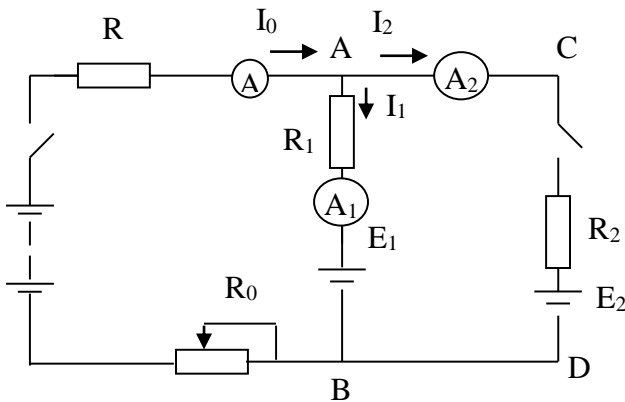 R I₀ A I₂ C
A A₂
I₁
R₁
A₁
R₂
E₁
R₀
E₂
B D